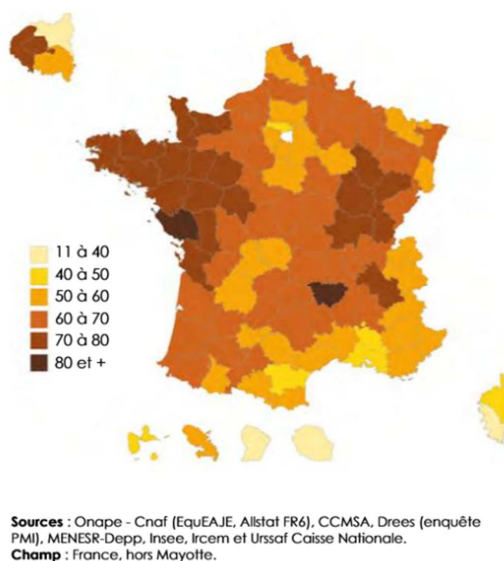 11 à 40
40 à 50
50 à 60
60 à 70
70 à 80
80 et +
Sources : Onape - Cnaf (EquEAJE, Allstat FR6), CCMSA, Drees (enquête
PMI), MENESR-Depp, Insee, Ircem et Urssaf Caisse Nationale.
Champ : France, hors Mayotte.